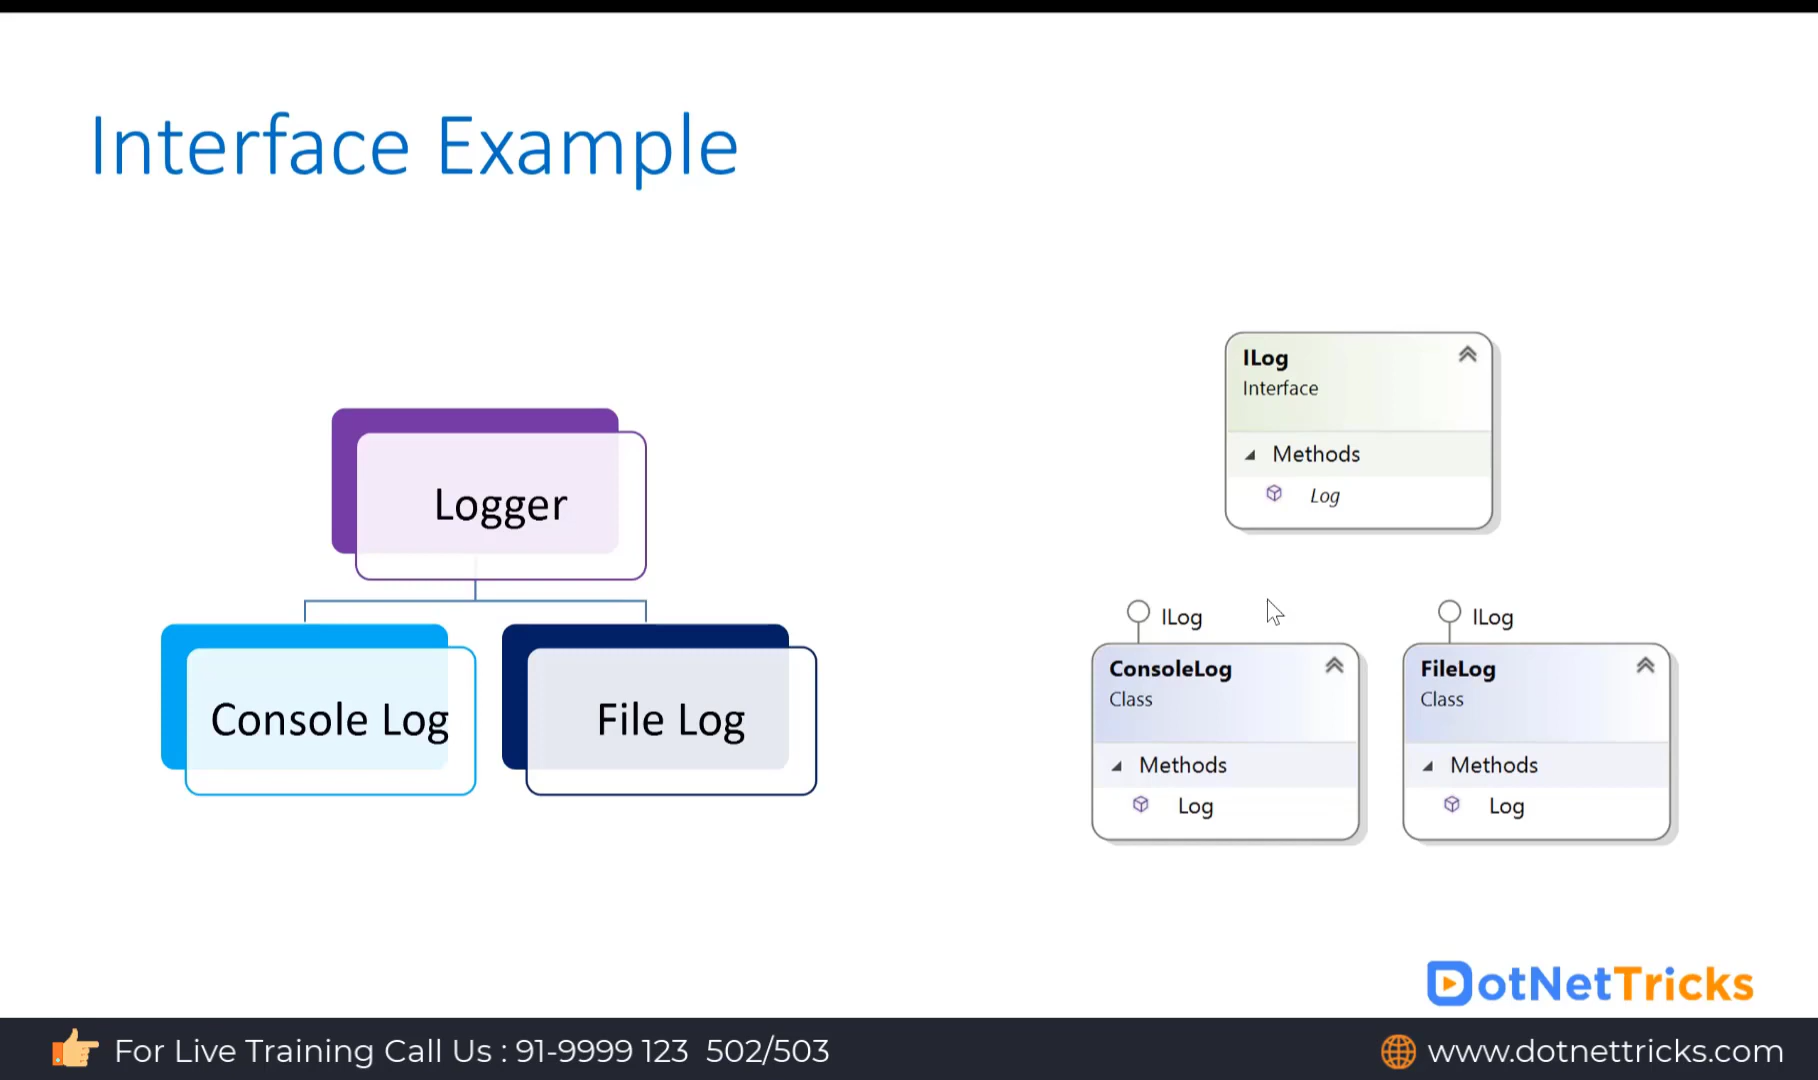 Interface Example
Logger
Console Log
File Log
ILog
Interface
Methods
Log
ILog
ConsoleLog
Class
Methods
Log
ILog
FileLog
Class
Methods
Log
DotNetTricks
For Live Training Call Us : 91-9999 123 502/503
www.dotnettricks.com